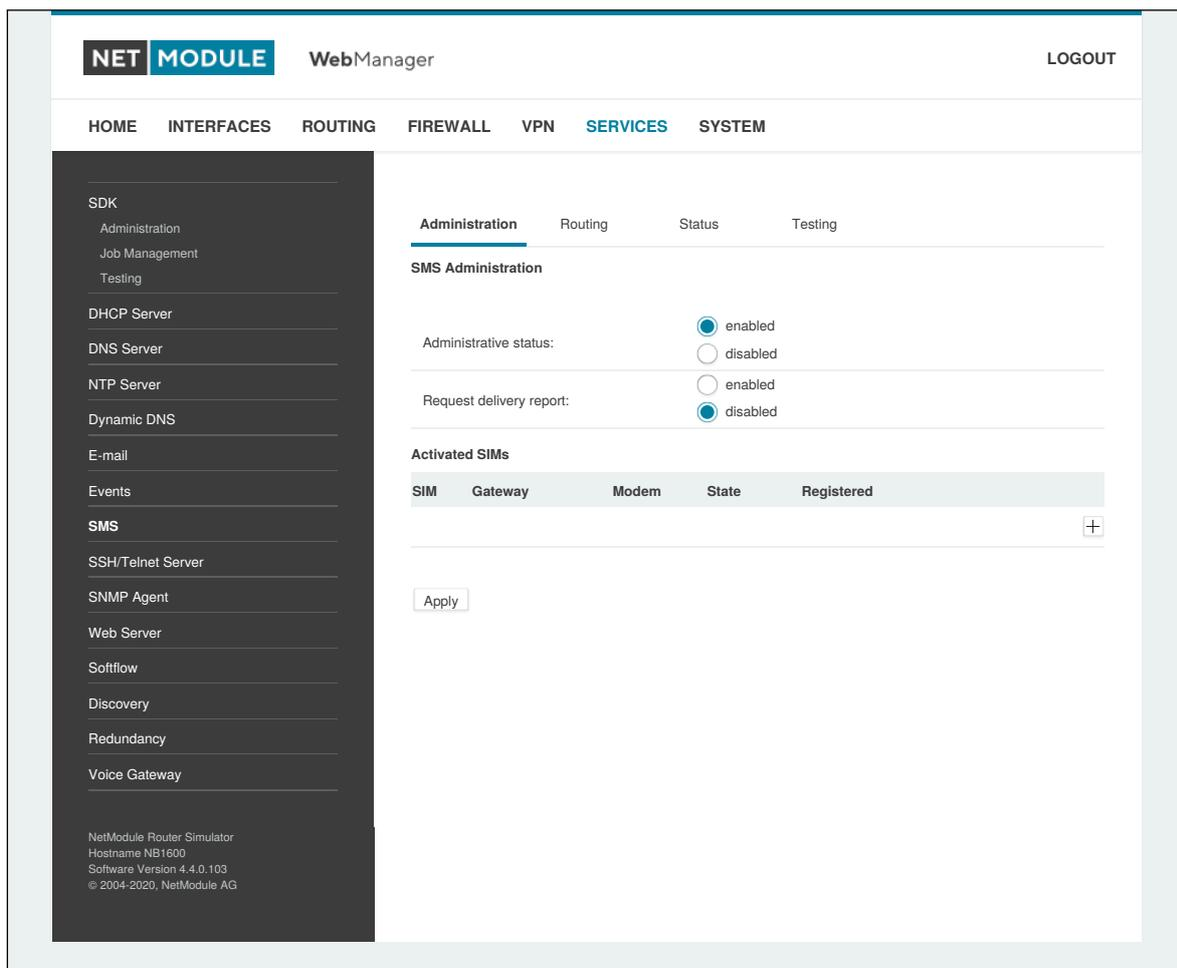 NET MODULE WebManager LOGOUT
HOME INTERFACES ROUTING FIREWALL VPN SERVICES SYSTEM
SDK
Administration
Job Management
Testing
DHCP Server
DNS Server
NTP Server
Dynamic DNS
E-mail
Events
SMS
SSH/Telnet Server
SNMP Agent
Web Server
Softflow
Discovery
Redundancy
Voice Gateway
NetModule Router Simulator
Hostname NB1600
Software Version 4.4.0.103
© 2004-2020, NetModule AG
Administration Routing Status Testing
SMS Administration
Administrative status:
enabled
disabled
Request delivery report:
enabled
disabled
Activated SIMs
SIM Gateway Modem State Registered
Apply